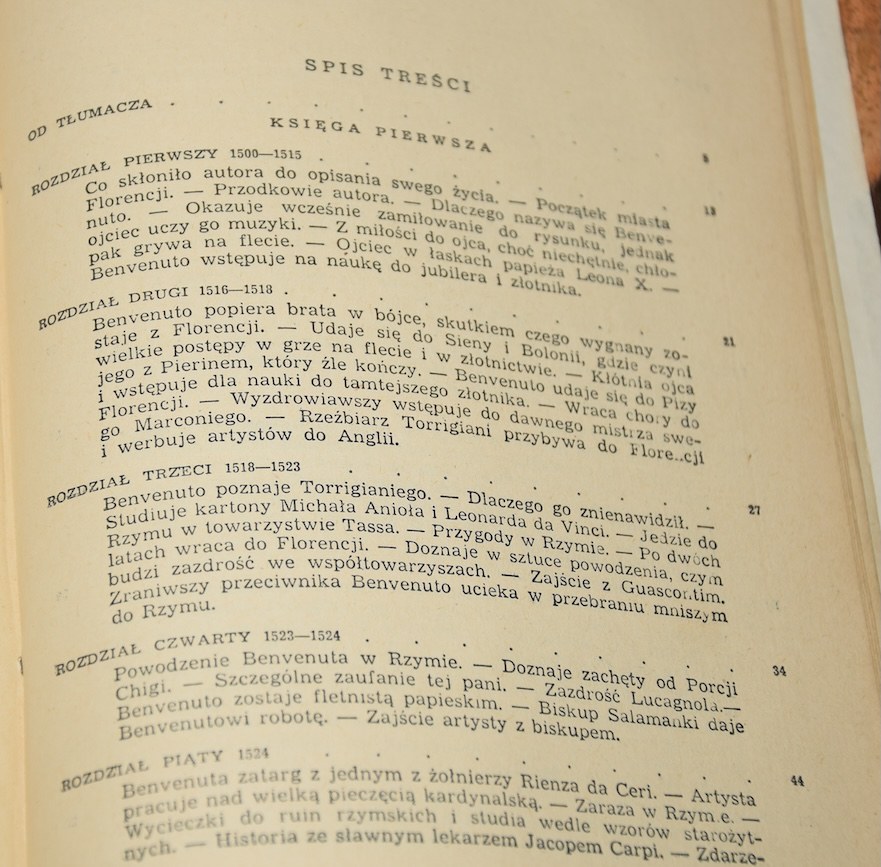 SPIS TREŚCI
OD TŁUMACZA . . . . .
KSIĘGA PIERWSZA
ROZDZIAŁ PIERWSZY 1500—1515 . . . . . 13
Co skłoniło autora do opisania swego życia. — Początek miasta
Florencji. — Przodkowie autora. — Dlaczego nazywa się Benve-
nuto. — Okazuje wcześnie zamiłowanie do rysunku, jednak
ojciec uczy go muzyki. — Z miłości do ojca, choć niechętnie, chło-
pak grywa na flecie. — Ojciec w łaskach papieża Leona X. —
Benvenuto wstępuje na naukę do jubilera i złotnika.
ROZDZIAŁ DRUGI 1516—1518 . . . . . . 21
Benvenuto popiera brata w bójce, skutkiem czego wygnany zo-
staje z Florencji. — Udaje się do Sieny i Bolonii, gdzie czyni
wielkie postępy w grze na flecie i w złotnictwie. — Kłótnia ojca
jego z Pierinem, który źle kończy. — Benvenuto udaje się do Pizy
i wstępuje dla nauki do tamtejszego złotnika. — Wraca chory do
Florencji. — Wyzdrowiawszy wstępuje do dawnego mistrza swe-
go Marconiego. — Rzeźbiarz Torrigiani przybywa do Flore..cji
i werbuje artystów do Anglii.
ROZDZIAŁ TRZECI 1518—1523 . . . . . . 27
Benvenuto poznaje Torrigianiego. — Dlaczego go znienawidził. —
Studiuje kartony Michała Anioła i Leonarda da Vinci. — Jedzie do
Rzymu w towarzystwie Tassa. — Przygody w Rzymie. — Po dwóch
latach wraca do Florencji. — Doznaje w sztuce powodzenia, czym
budzi zazdrość we współtowarzyszach. — Zajście z Guascontim.
Zraniwszy przeciwnika Benvenuto ucieka w przebraniu mniszym
do Rzymu.
ROZDZIAŁ CZWARTY 1523—1524 . . . . . . 34
Powodzenie Benvenuta w Rzymie. — Doznaje zachęty od Porcji
Chigi. — Szczególne zaufanie tej pani. — Zazdrość Lucagnola.—
Benvenuto zostaje fletnistą papieskim. — Biskup Salamanki daje
Benvenutowi robotę. — Zajście artysty z biskupem.
ROZDZIAŁ PIĄTY 1524 . . . . . . 44
Benvenuta zatarg z jednym z żołnierzy Rienza da Ceri. — Artysta
pracuje nad wielką pieczęcią kardynalską. — Zaraza w Rzym.e. —
Wycieczki do ruin rzymskich i studia wedle wzorów starożyt-
nych. — Historia ze sławnym lekarzem Jacopem Carpi. — Zdarze-